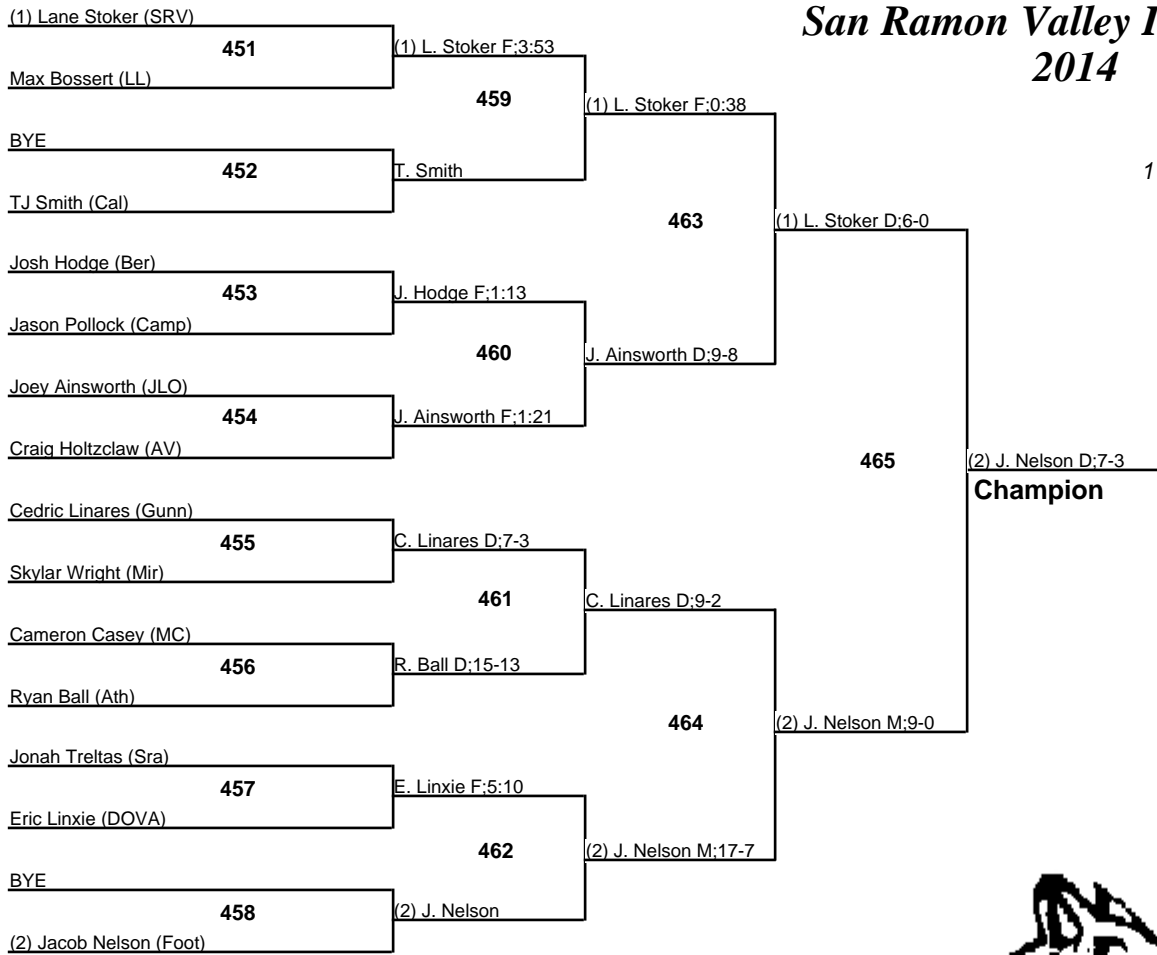 (1) Lane Stoker (SRV)
San Ramon Valley I
2014
451
(1) L. Stoker F;3:53
Max Bossert (LL)
459
(1) L. Stoker F;0:38
BYE
452
T. Smith
1
TJ Smith (Cal)
463
(1) L. Stoker D;6-0
Josh Hodge (Ber)
453
J. Hodge F;1:13
Jason Pollock (Camp)
460
J. Ainsworth D;9-8
Joey Ainsworth (JLO)
454
J. Ainsworth F;1:21
Craig Holtzclaw (AV)
465
(2) J. Nelson D;7-3
Champion
Cedric Linares (Gunn)
455
C. Linares D;7-3
Skylar Wright (Mir)
461
C. Linares D;9-2
Cameron Casey (MC)
456
R. Ball D;15-13
Ryan Ball (Ath)
464
(2) J. Nelson M;9-0
Jonah Treltas (Sra)
457
E. Linxie F;5:10
Eric Linxie (DOVA)
462
(2) J. Nelson M;17-7
BYE
458
(2) J. Nelson
(2) Jacob Nelson (Foot)